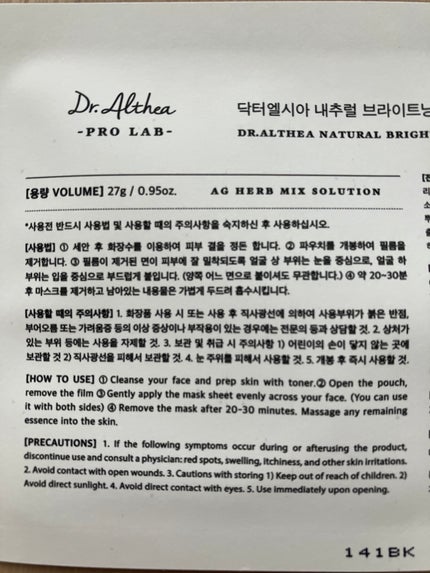 Dr.Althea
-PRO LAB-
닥터엘시아 내추럴 브라이트닝
DR.ALTHEA NATURAL BRIGH
[용량 VOLUME] 27g / 0.95oz.
AG HERB MIX SOLUTION
*사용전 반드시 사용법 및 사용할 때의 주의사항을 숙지하신 후 사용하십시오.
[사용법] ① 세안 후 화장수를 이용하여 피부 결을 정돈 합니다. ② 파우치를 개봉하여 필름을
제거합니다. ③ 필름이 제거된 면이 피부에 잘 밀착되도록 얼굴 상 부위는 눈을 중심으로, 얼굴 하
부위는 입을 중심으로 부드럽게 붙입니다. (양쪽 어느 면으로 붙이셔도 무관합니다.) ④ 약 20~30분
후 마스크를 제거하고 남아있는 내용물은 가볍게 두드려 흡수시킵니다.
[사용할 때의 주의사항] 1. 화장품 사용 시 또는 사용 후 직사광선에 의하여 사용부위가 붉은 반점,
부어오름 또는 가려움증 등의 이상 증상이나 부작용이 있는 경우에는 전문의 등과 상담할 것. 2. 상처가
있는 부위 등에는 사용을 자제할 것. 3. 보관 및 취급 시 주의사항 1) 어린이의 손이 닿지 않는 곳에
보관할 것 2) 직사광선을 피해서 보관할 것. 4. 눈 주위를 피해서 사용할 것. 5. 개봉 후 즉시 사용할 것.
[HOW TO USE] ① Cleanse your face and prep skin with toner.② Open the pouch,
remove the film ③ Gently apply the mask sheet evenly across your face. (You can use
it with both sides) ④ Remove the mask after 20-30 minutes. Massage any remaining
essence into the skin.
[PRECAUTIONS] 1. If the following symptoms occur during or afterusing the product,
discontinue use and consult a physician: red spots, swelling, itchiness, and other skin irritations.
2. Avoid contact with open wounds. 3. Cautions with storing 1) Keep out of reach of children. 2)
Avoid direct sunlight. 4. Avoid direct contact with eyes. 5. Use immediately upon opening.
141BK